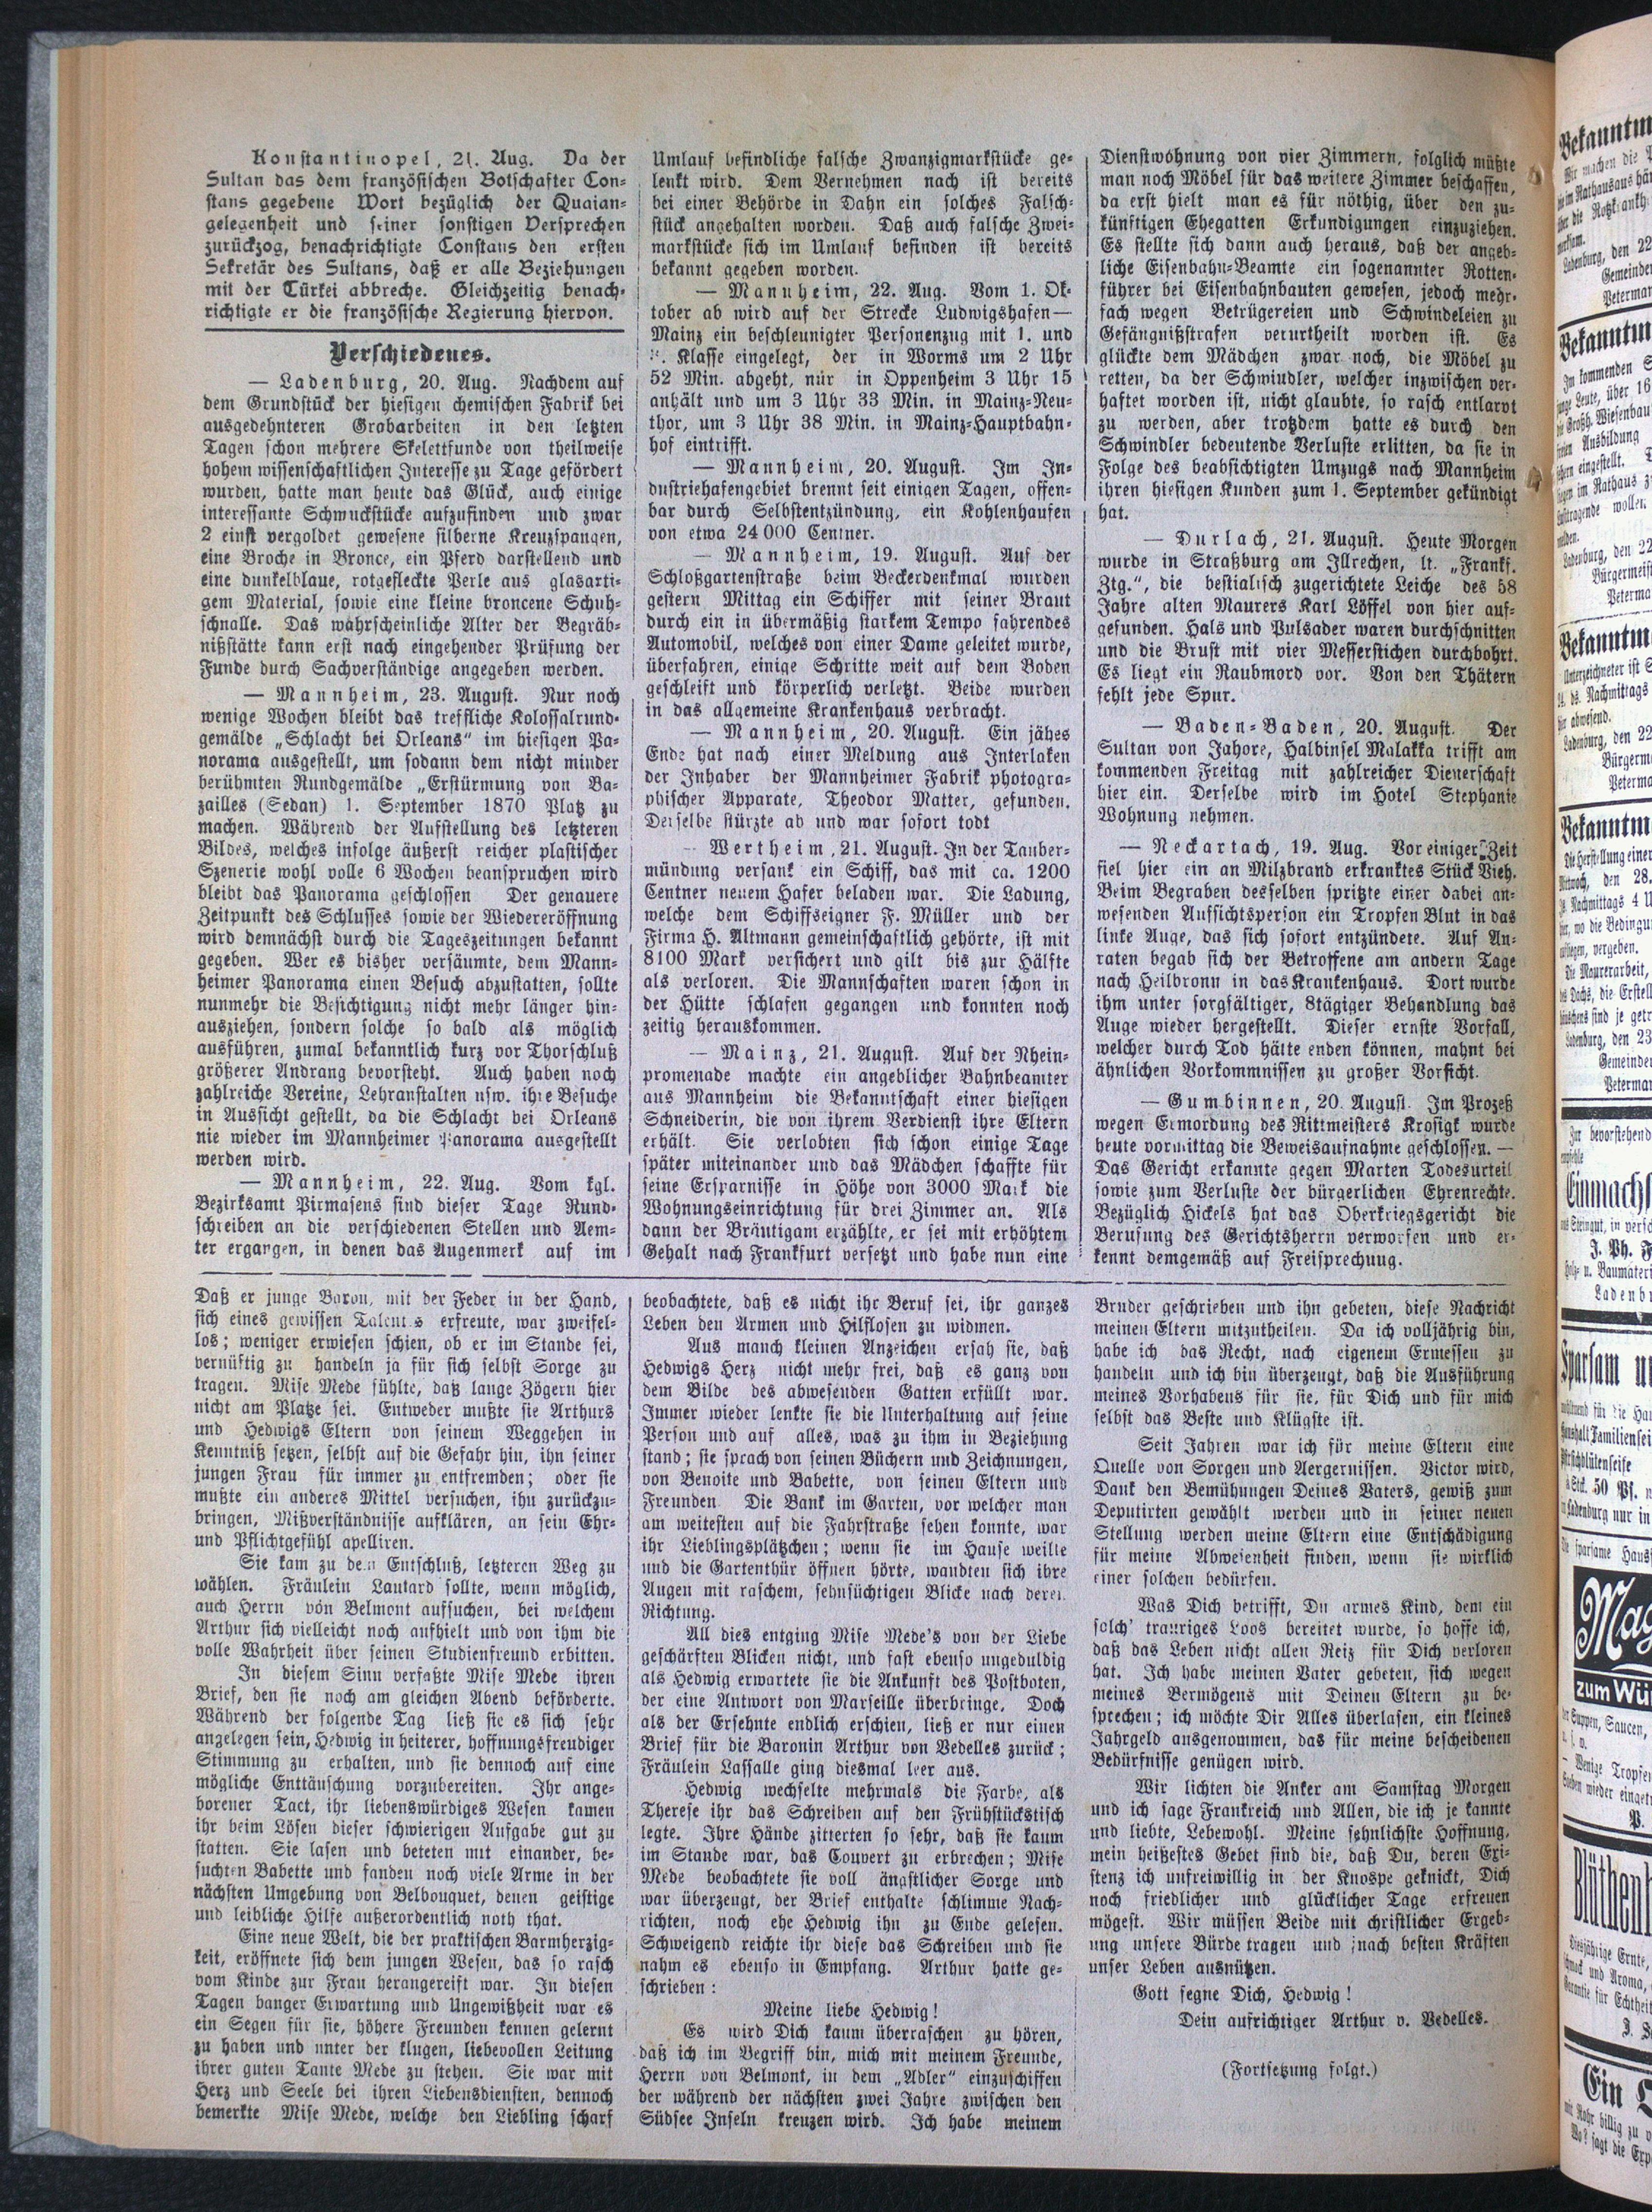 Konstantinopel, 21. Aug. Da der
Sultan das dem französischen Botschafter Con-
stans gegebene Wort bezüglich der Quaian-
gelegenheit und seiner sonstigen Versprechen
zurückzog, benachrichtigte Constans den ersten
Sekretär des Sultans, daß er alle Beziehungen
mit der Türkei abbreche. Gleichzeitig benach-
richtigte er die französische Regierung hiervon.
Verschiedenes.
— Ladenburg, 20. Aug. Nachdem auf
dem Grundstück der hiesigen chemischen Fabrik bei
ausgedehnteren Grobarbeiten in den letzten
Tagen schon mehrere Skelettfunde von theilweise
hohem wissenschaftlichen Interesse zu Tage gefördert
wurden, hatte man heute das Glück, auch einige
interessante Schmuckstücke aufzufinden und zwar
2 einst vergoldet gewesene silberne Kreuzspangen,
eine Broche in Bronce, ein Pferd darstellend und
eine dunkelblaue, rotgefleckte Perle aus glasarti-
gem Material, sowie eine kleine broncene Schuh-
schnalle. Das wahrscheinliche Alter der Begräb-
nißstätte kann erst nach eingehender Prüfung der
Funde durch Sachverständige angegeben werden.
— Mannheim, 23. August. Nur noch
wenige Wochen bleibt das treffliche Kolossalrund-
gemälde „Schlacht bei Orleans" im hiesigen Pa-
norama ausgestellt, um sodann dem nicht minder
berühmten Rundgemälde „Erstürmung von Ba-
zailles (Sedan) 1. September 1870 Platz zu
machen. Während der Aufstellung des letzteren
Bildes, welches infolge äußerst reicher plastischer
Szenerie wohl volle 6 Wochen beanspruchen wird
bleibt das Panorama geschlossen Der genauere
Zeitpunkt des Schlusses sowie der Wiedereröffnung
wird demnächst durch die Tageszeitungen bekannt
gegeben. Wer es bisher versäumte, dem Mann-
heimer Panorama einen Besuch abzustatten, sollte
nunmehr die Besichtigung nicht mehr länger hin-
ausziehen, sondern solche so bald als möglich
ausführen, zumal bekanntlich kurz vor Thorschluß
größerer Andrang bevorsteht. Auch haben noch
zahlreiche Vereine, Lehranstalten usw. ihre Besuche
in Aussicht gestellt, da die Schlacht bei Orleans
nie wieder im Mannheimer Panorama ausgestellt
werden wird.
— Mannheim, 22. Aug. Vom kgl.
Bezirksamt Pirmasens sind dieser Tage Rund-
schreiben an die verschiedenen Stellen und Aem-
ter ergangen, in denen das Augenmerk auf im
Umlauf befindliche falsche Zwanzigmarkstücke ge-
lenkt wird. Dem Vernehmen nach ist bereits
bei einer Behörde in Dahn ein solches Falsch-
stück angehalten worden. Daß auch falsche Zwei-
markstücke sich im Umlauf befinden ist bereits
bekannt gegeben worden.
— Mannheim, 22. Aug. Vom 1. Ok-
tober ab wird auf der Strecke Ludwigshafen—
Mainz ein beschleunigter Personenzug mit 1. und
2. Klasse eingelegt, der in Worms um 2 Uhr
52 Min. abgeht, nur in Oppenheim 3 Uhr 15
anhält und um 3 Uhr 33 Min. in Mainz-Neu-
thor, um 3 Uhr 38 Min. in Mainz-Hauptbahn-
hof eintrifft.
— Mannheim, 20. August. Im In-
dustriehafengebiet brennt seit einigen Tagen, offen-
bar durch Selbstentzündung, ein Kohlenhaufen
von etwa 24 000 Centner.
— Mannheim, 19. August. Auf der
Schloßgartenstraße beim Beckerdenkmal wurden
gestern Mittag ein Schiffer mit seiner Braut
durch ein in übermäßig starkem Tempo fahrendes
Automobil, welches von einer Dame geleitet wurde,
überfahren, einige Schritte weit auf dem Boden
geschleift und körperlich verletzt. Beide wurden
in das allgemeine Krankenhaus verbracht.
— Mannheim, 20. August. Ein jähes
Ende hat nach einer Meldung aus Interlaken
der Inhaber der Mannheimer Fabrik photogra-
phischer Apparate, Theodor Matter, gefunden.
Derselbe stürzte ab und war sofort todt
— Wertheim, 21. August. In der Tauber-
mündung versank ein Schiff, das mit ca. 1200
Centner neuem Hafer beladen war. Die Ladung,
welche dem Schiffseigner F. Müller und der
Firma H. Altmann gemeinschaftlich gehörte, ist mit
8100 Mark versichert und gilt bis zur Hälfte
als verloren. Die Mannschaften waren schon in
der Hütte schlafen gegangen und konnten noch
zeitig herauskommen.
— Mainz, 21. August. Auf der Rhein-
promenade machte ein angeblicher Bahnbeamter
aus Mannheim die Bekanntschaft einer hiesigen
Schneiderin, die von ihrem Verdienst ihre Eltern
erhält. Sie verlobten sich schon einige Tage
später miteinander und das Mädchen schaffte für
seine Ersparnisse in Höhe von 3000 Mark die
Wohnungseinrichtung für drei Zimmer an. Als
dann der Bräutigam erzählte, er sei mit erhöhtem
Gehalt nach Frankfurt versetzt und habe nun eine
Dienstwohnung von vier Zimmern, folglich müßte
man noch Möbel für das weitere Zimmer beschaffen,
da erst hielt man es für nöthig, über den zu-
künftigen Ehegatten Erkundigungen einzuziehen.
Es stellte sich dann auch heraus, daß der angeb-
liche Eisenbahn-Beamte ein sogenannter Rotten-
führer bei Eisenbahnbauten gewesen, jedoch mehr-
fach wegen Betrügereien und Schwindeleien zu
Gefängnißstrafen verurtheilt worden ist. Es
glückte dem Mädchen zwar noch, die Möbel zu
retten, da der Schwindler, welcher inzwischen ver-
haftet worden ist, nicht glaubte, so rasch entlarvt
zu werden, aber trotzdem hatte es durch den
Schwindler bedeutende Verluste erlitten, da sie in
Folge des beabsichtigten Umzugs nach Mannheim
ihren hiesigen Kunden zum 1. September gekündigt
hat.
— Durlach, 21. August. Heute Morgen
wurde in Straßburg am Illrechen, lt. „Frankf.
Ztg.", die bestialisch zugerichtete Leiche des 58
Jahre alten Maurers Karl Löffel von hier auf-
gefunden. Hals und Pulsader waren durchschnitten
und die Brust mit vier Messerstichen durchbohrt.
Es liegt ein Raubmord vor. Von den Thätern
fehlt jede Spur.
— Baden-Baden, 20. August. Der
Sultan von Jahore, Halbinsel Malakka trifft am
kommenden Freitag mit zahlreicher Dienerschaft
hier ein. Derselbe wird im Hotel Stephanie
Wohnung nehmen.
— Neckartach, 19. Aug. Vor einiger Zeit
fiel hier ein an Milzbrand erkranktes Stück Vieh.
Beim Begraben desselben spritzte einer dabei an-
wesenden Aufsichtsperson ein Tropfen Blut in das
linke Auge, das sich sofort entzündete. Auf An-
raten begab sich der Betroffene am andern Tage
nach Heilbronn in das Krankenhaus. Dort wurde
ihm unter sorgfältiger, 8tägiger Behandlung das
Auge wieder hergestellt. Dieser ernste Vorfall,
welcher durch Tod hätte enden können, mahnt bei
ähnlichen Vorkommnissen zu großer Vorsicht.
— Gumbinnen, 20. August. Im Prozeß
wegen Ermordung des Rittmeisters Krosigk wurde
heute vormittag die Beweisaufnahme geschlossen. —
Das Gericht erkannte gegen Marten Todesurteil
sowie zum Verluste der bürgerlichen Ehrenrechte.
Bezüglich Hickels hat das Oberkriegsgericht die
Berufung des Gerichtsherrn verworfen und er-
kennt demgemäß auf Freisprechung.
Daß er junge Baron, mit der Feder in der Hand,
sich eines gewissen Talentes erfreute, war zweifel-
los; weniger erwiesen schien, ob er im Stande sei,
vernüftig zu handeln ja für sich selbst Sorge zu
tragen. Mise Mede fühlte, daß lange Zögern hier
nicht am Platze sei. Entweder mußte sie Arthurs
und Hedwigs Eltern von seinem Weggehen in
Kenntniß setzen, selbst auf die Gefahr hin, ihn seiner
jungen Frau für immer zu entfremden; oder sie
mußte ein anderes Mittel versuchen, ihn zurückzu-
bringen, Mißverständnisse aufklären, an sein Ehr-
und Pflichtgefühl apelliren.
Sie kam zu dem Entschluß, letzteren Weg zu
wählen. Fräulein Lautard sollte, wenn möglich,
auch Herrn von Belmont aufsuchen, bei welchem
Arthur sich vielleicht noch aufhielt und von ihm die
volle Wahrheit über seinen Studienfreund erbitten.
In diesem Sinn verfaßte Mise Mede ihren
Brief, den sie noch am gleichen Abend beförderte.
Während der folgende Tag ließ sie es sich sehr
angelegen sein, Hedwig in heiterer, hoffnungsfreudiger
Stimmung zu erhalten, und sie dennoch auf eine
mögliche Enttäuschung vorzubereiten. Ihr ange-
borener Tact, ihr liebenswürdiges Wesen kamen
ihr beim Lösen dieser schwierigen Aufgabe gut zu
statten. Sie lasen und beteten mit einander, be-
suchten Babette und fanden noch viele Arme in der
nächsten Umgebung von Belbouquet, denen geistige
und leibliche Hilfe außerordentlich noth that.
Eine neue Welt, die der praktischen Barmherzig-
keit, eröffnete sich dem jungen Wesen, das so rasch
vom Kinde zur Frau herangereift war. In diesen
Tagen banger Erwartung und Ungewißheit war es
ein Segen für sie, höhere Freunden kennen gelernt
zu haben und unter der klugen, liebevollen Leitung
ihrer guten Tante Mede zu stehen. Sie war mit
Herz und Seele bei ihren Liebensdiensten, dennoch
bemerkte Mise Mede, welche den Liebling scharf
beobachtete, daß es nicht ihr Beruf sei, ihr ganzes
Leben den Armen und Hilflosen zu widmen.
Aus manch kleinen Anzeichen ersah sie, daß
Hedwigs Herz nicht mehr frei, daß es ganz von
dem Bilde des abwesenden Gatten erfüllt war.
Immer wieder lenkte sie die Unterhaltung auf seine
Person und auf alles, was zu ihm in Beziehung
stand; sie sprach von seinen Büchern und Zeichnungen,
von Benoite und Babette, von seinen Eltern und
Freunden Die Bank im Garten, vor welcher man
am weitesten auf die Fahrstraße sehen konnte, war
ihr Lieblingsplätzchen; wenn sie im Hause weilte
und die Gartenthür öffnen hörte, wandten sich ihre
Augen mit raschem, sehnsüchtigen Blicke nach derer
Richtung.
All dies entging Mise Mede's von der Liebe
geschärften Blicken nicht, und fast ebenso ungeduldig
als Hedwig erwartete sie die Ankunft des Postboten,
der eine Antwort von Marseille überbringe. Doch
als der Ersehnte endlich erschien, ließ er nur einen
Brief für die Baronin Arthur von Vedelles zurück;
Fräulein Lassalle ging diesmal leer aus.
Hedwig wechselte mehrmals die Farbe, als
Therese ihr das Schreiben auf den Frühstückstisch
legte. Ihre Hände zitterten so sehr, daß sie kaum
im Stande war, das Couvert zu erbrechen; Mise
Mede beobachtete sie voll ängstlicher Sorge und
war überzeugt, der Brief enthalte schlimme Nach-
richten, noch ehe Hedwig ihn zu Ende gelesen.
Schweigend reichte ihr diese das Schreiben und sie
nahm es ebenso in Empfang. Arthur hatte ge-
schrieben:
Meine liebe Hedwig!
Es wird Dich kaum überraschen zu hören,
daß ich im Begriff bin, mich mit meinem Freunde,
Herrn von Belmont, in dem „Adler" einzuschiffen
der während der nächsten zwei Jahre zwischen den
Südsee Inseln kreuzen wird. Ich habe meinem
Bruder geschrieben und ihn gebeten, diese Nachricht
meinen Eltern mitzutheilen. Da ich volljährig bin,
habe ich das Recht, nach eigenem Ermessen zu
handeln und ich bin überzeugt, daß die Ausführung
meines Vorhabens für sie, für Dich und für mich
selbst das Beste und Klügste ist.
Seit Jahren war ich für meine Eltern eine
Quelle von Sorgen und Aergernissen. Victor wird,
Dank den Bemühungen Deines Vaters, gewiß zum
Deputirten gewählt werden und in seiner neuen
Stellung werden meine Eltern eine Entschädigung
für meine Abwesenheit finden, wenn sie wirklich
einer solchen bedürfen.
Was Dich betrifft, Du armes Kind, dem ein
solch' trauriges Loos bereitet wurde, so hoffe ich,
daß das Leben nicht allen Reiz für Dich verloren
hat. Ich habe meinen Vater gebeten, sich wegen
meines Vermögens mit Deinen Eltern zu be-
sprechen; ich möchte Dir Alles überlasen, ein kleines
Jahrgeld ausgenommen, das für meine bescheidenen
Bedürfnisse genügen wird.
Wir lichten die Anker am Samstag Morgen
und ich sage Frankreich und Allen, die ich je kannte
und liebte, Lebewohl. Meine sehnlichste Hoffnung,
mein heißestes Gebet sind die, daß Du, deren Exi-
stenz ich unfreiwillig in der Knospe geknickt, Dich
noch friedlicher und glücklicher Tage erfreuen
mögest. Wir müssen Beide mit christlicher Ergeb-
ung unsere Bürde tragen und nach besten Kräften
unser Leben ausnützen.
Gott segne Dich, Hedwig!
Dein aufrichtiger Arthur v. Vedelles.
(Fortsetzung folgt.)